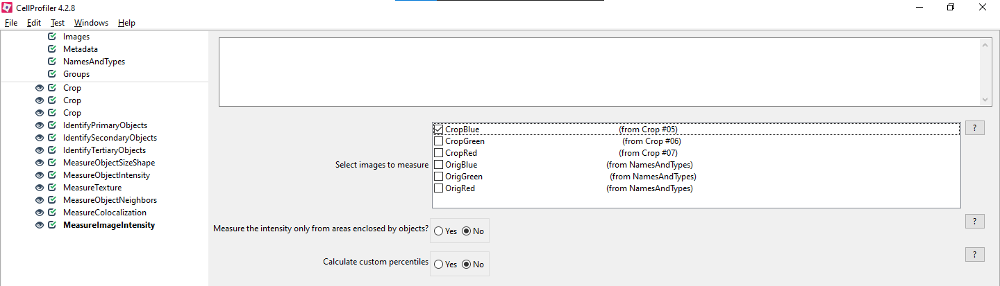 CellProfiler 4.2.8
File Edit Test Windows Help
Images
Metadata
NamesAndTypes
Groups
Crop
Crop
Crop
IdentifyPrimaryObjects
IdentifySecondaryObjects
IdentifyTertiaryObjects
MeasureObjectSizeShape
MeasureObjectIntensity
MeasureTexture
MeasureObjectNeighbors
MeasureColocalization
MeasureImageIntensity
Select images to measure
CropBlue (from Crop #05)
CropGreen (from Crop #06)
CropRed (from Crop #07)
OrigBlue (from NamesAndTypes)
OrigGreen (from NamesAndTypes)
OrigRed (from NamesAndTypes)
?
Measure the intensity only from areas enclosed by objects? Yes No ?
Calculate custom percentiles Yes No ?